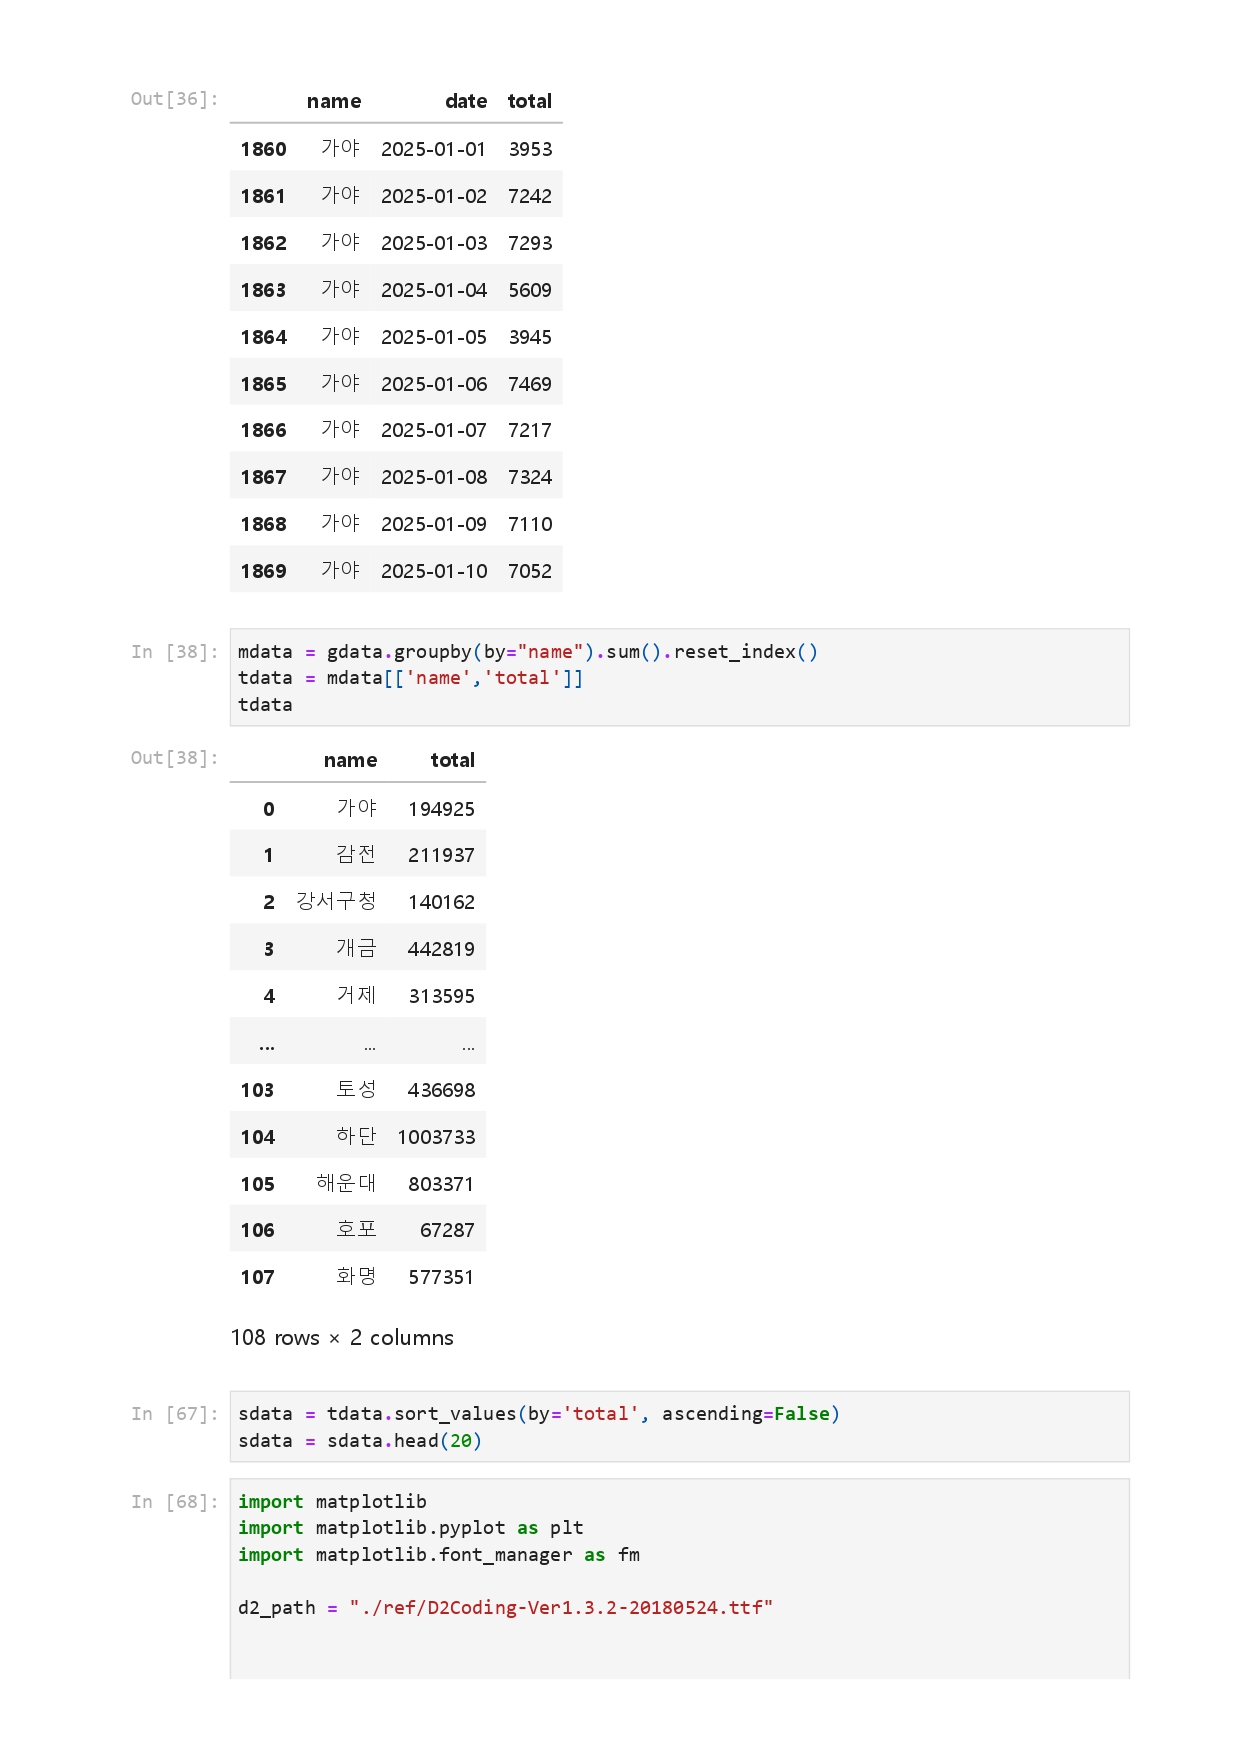 Out[36]:
name date total
1860 가야 2025-01-01 3953
1861 가야 2025-01-02 7242
1862 가야 2025-01-03 7293
1863 가야 2025-01-04 5609
1864 가야 2025-01-05 3945
1865 가야 2025-01-06 7469
1866 가야 2025-01-07 7217
1867 가야 2025-01-08 7324
1868 가야 2025-01-09 7110
1869 가야 2025-01-10 7052
In [38]: mdata = gdata.groupby(by="name").sum().reset_index()
tdata = mdata[['name','total']]
tdata
Out[38]:
name total
0 가야 194925
1 감전 211937
2 강서구청 140162
3 개금 442819
4 거제 313595
... ... ...
103 토성 436698
104 하단 1003733
105 해운대 803371
106 호포 67287
107 화명 577351
108 rows × 2 columns
In [67]: sdata = tdata.sort_values(by='total', ascending=False)
sdata = sdata.head(20)
In [68]: import matplotlib
import matplotlib.pyplot as plt
import matplotlib.font_manager as fm
d2_path = "./ref/D2Coding-Ver1.3.2-20180524.ttf"